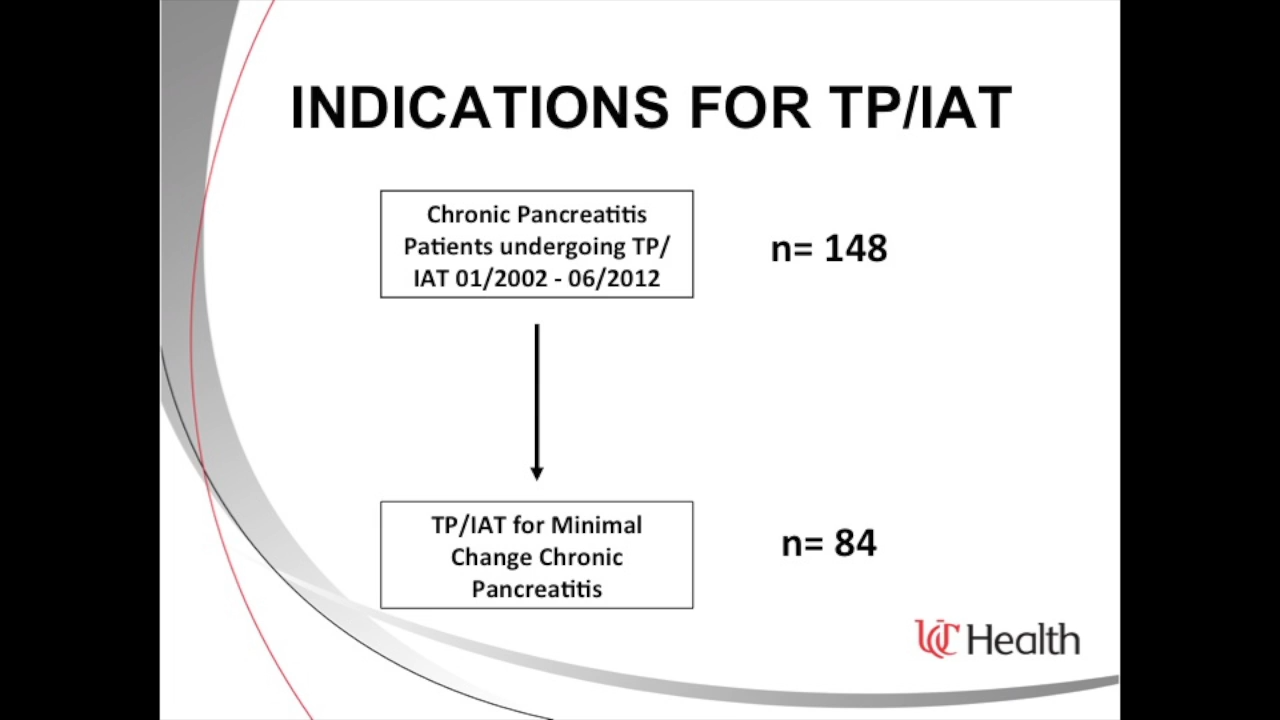 INDICATIONS FOR TP/IAT
Chronic Pancreatitis
Patients undergoing TP/
IAT 01/2002 - 06/2012
n= 148
TP/IAT for Minimal
Change Chronic
Pancreatitis
n= 84
UC Health